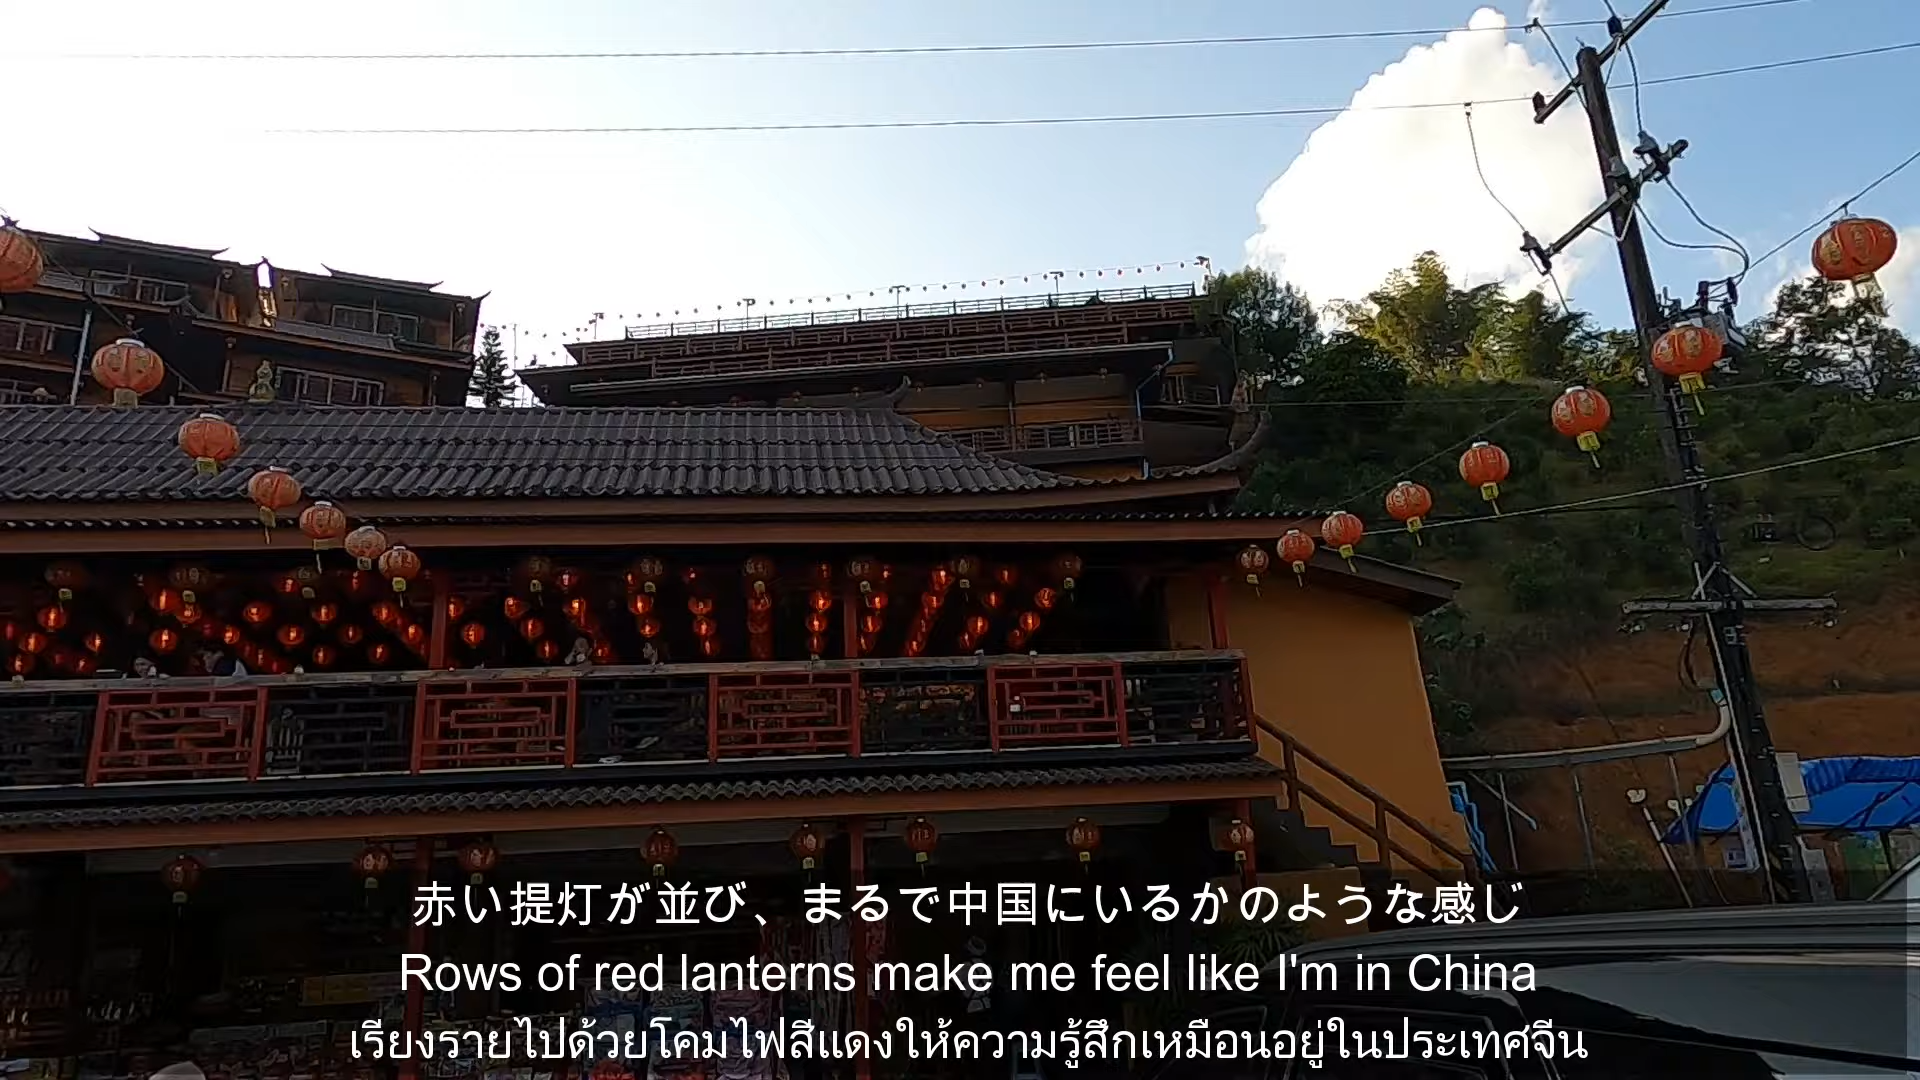 赤い提灯が並び、まるで中国にいるかのような感じ
Rows of red lanterns make me feel like I'm in China
เรียงรายไปด้วยโคมไฟสีแดงให้ความรู้สึกเหมือนอยู่ในประเทศจีน